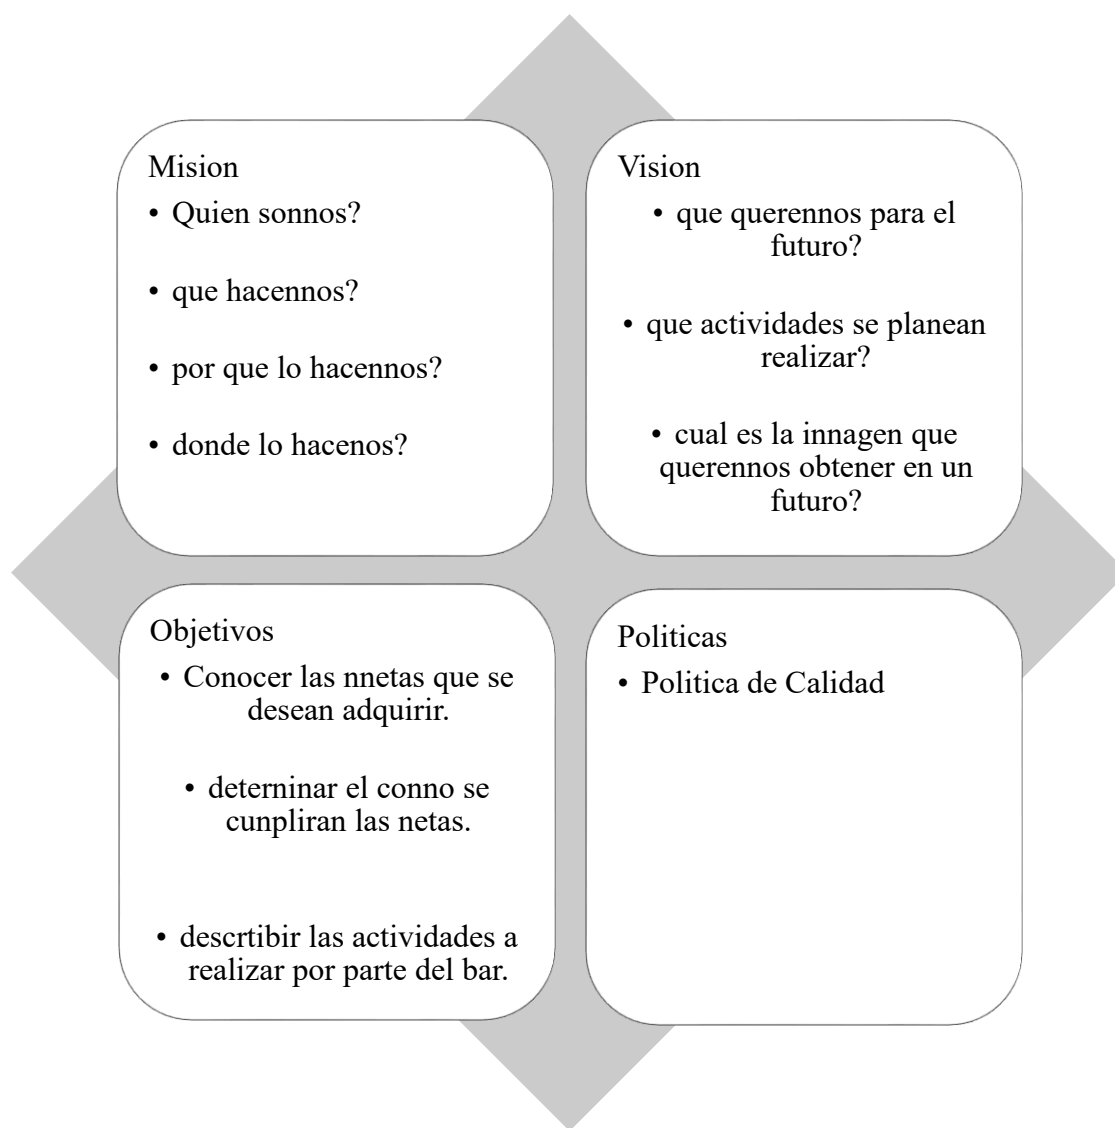 Mision
• Quien sonnos?
• que hacennos?
• por que lo hacennos?
• donde lo hacenos?
Vision
• que querennos para el
futuro?
• que actividades se planean
realizar?
• cual es la innagen que
querennos obtener en un
futuro?
Objetivos
• Conocer las nnetas que se
desean adquirir.
• deterninar el conno se
cunpliran las netas.
• descrtibir las actividades a
realizar por parte del bar.
Politicas
• Politica de Calidad